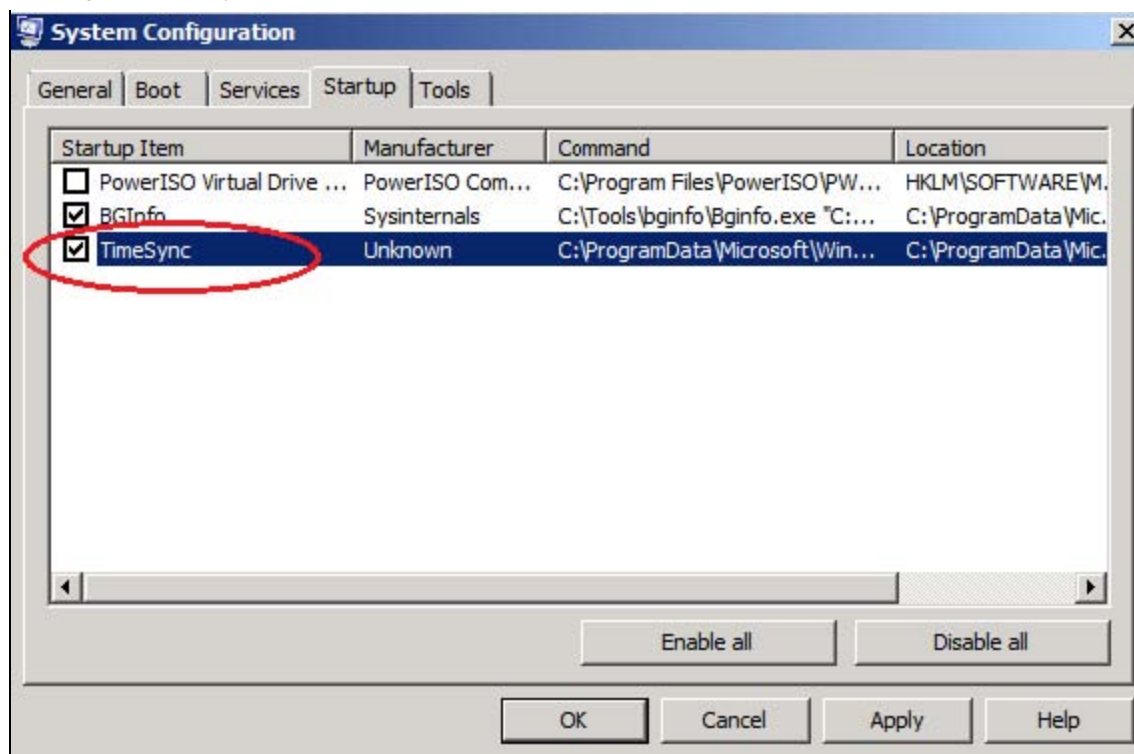 System Configuration
General Boot Services Startup Tools
Startup Item Manufacturer Command Location
PowerISO Virtual Drive ... PowerISO Com... C:\Program Files\PowerISO\PW... HKLM\SOFTWARE\M.
BGInfo Sysinternals C:\Tools\bginfo\Bginfo.exe "C:... C:\ProgramData\Mic.
TimeSync Unknown C:\ProgramData\Microsoft\Win... C:\ProgramData\Mic.
Enable all Disable all
OK Cancel Apply Help